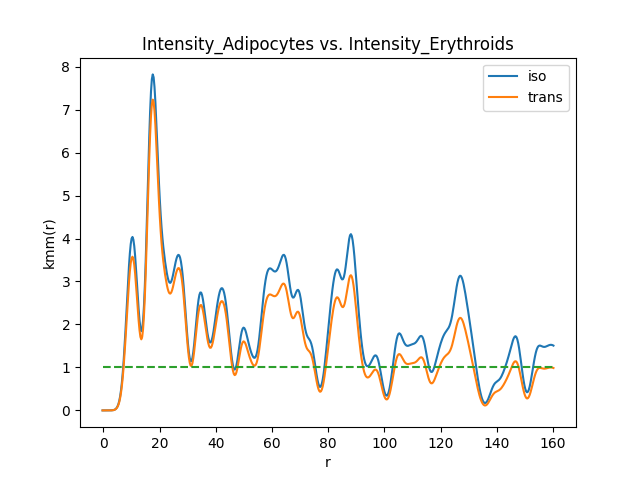 Intensity_Adipocytes vs. Intensity_Erythroids
iso
trans
8
7
6
5
4
3
2
1
0
kmm(r)
0 20 40 60 80 100 120 140 160
r